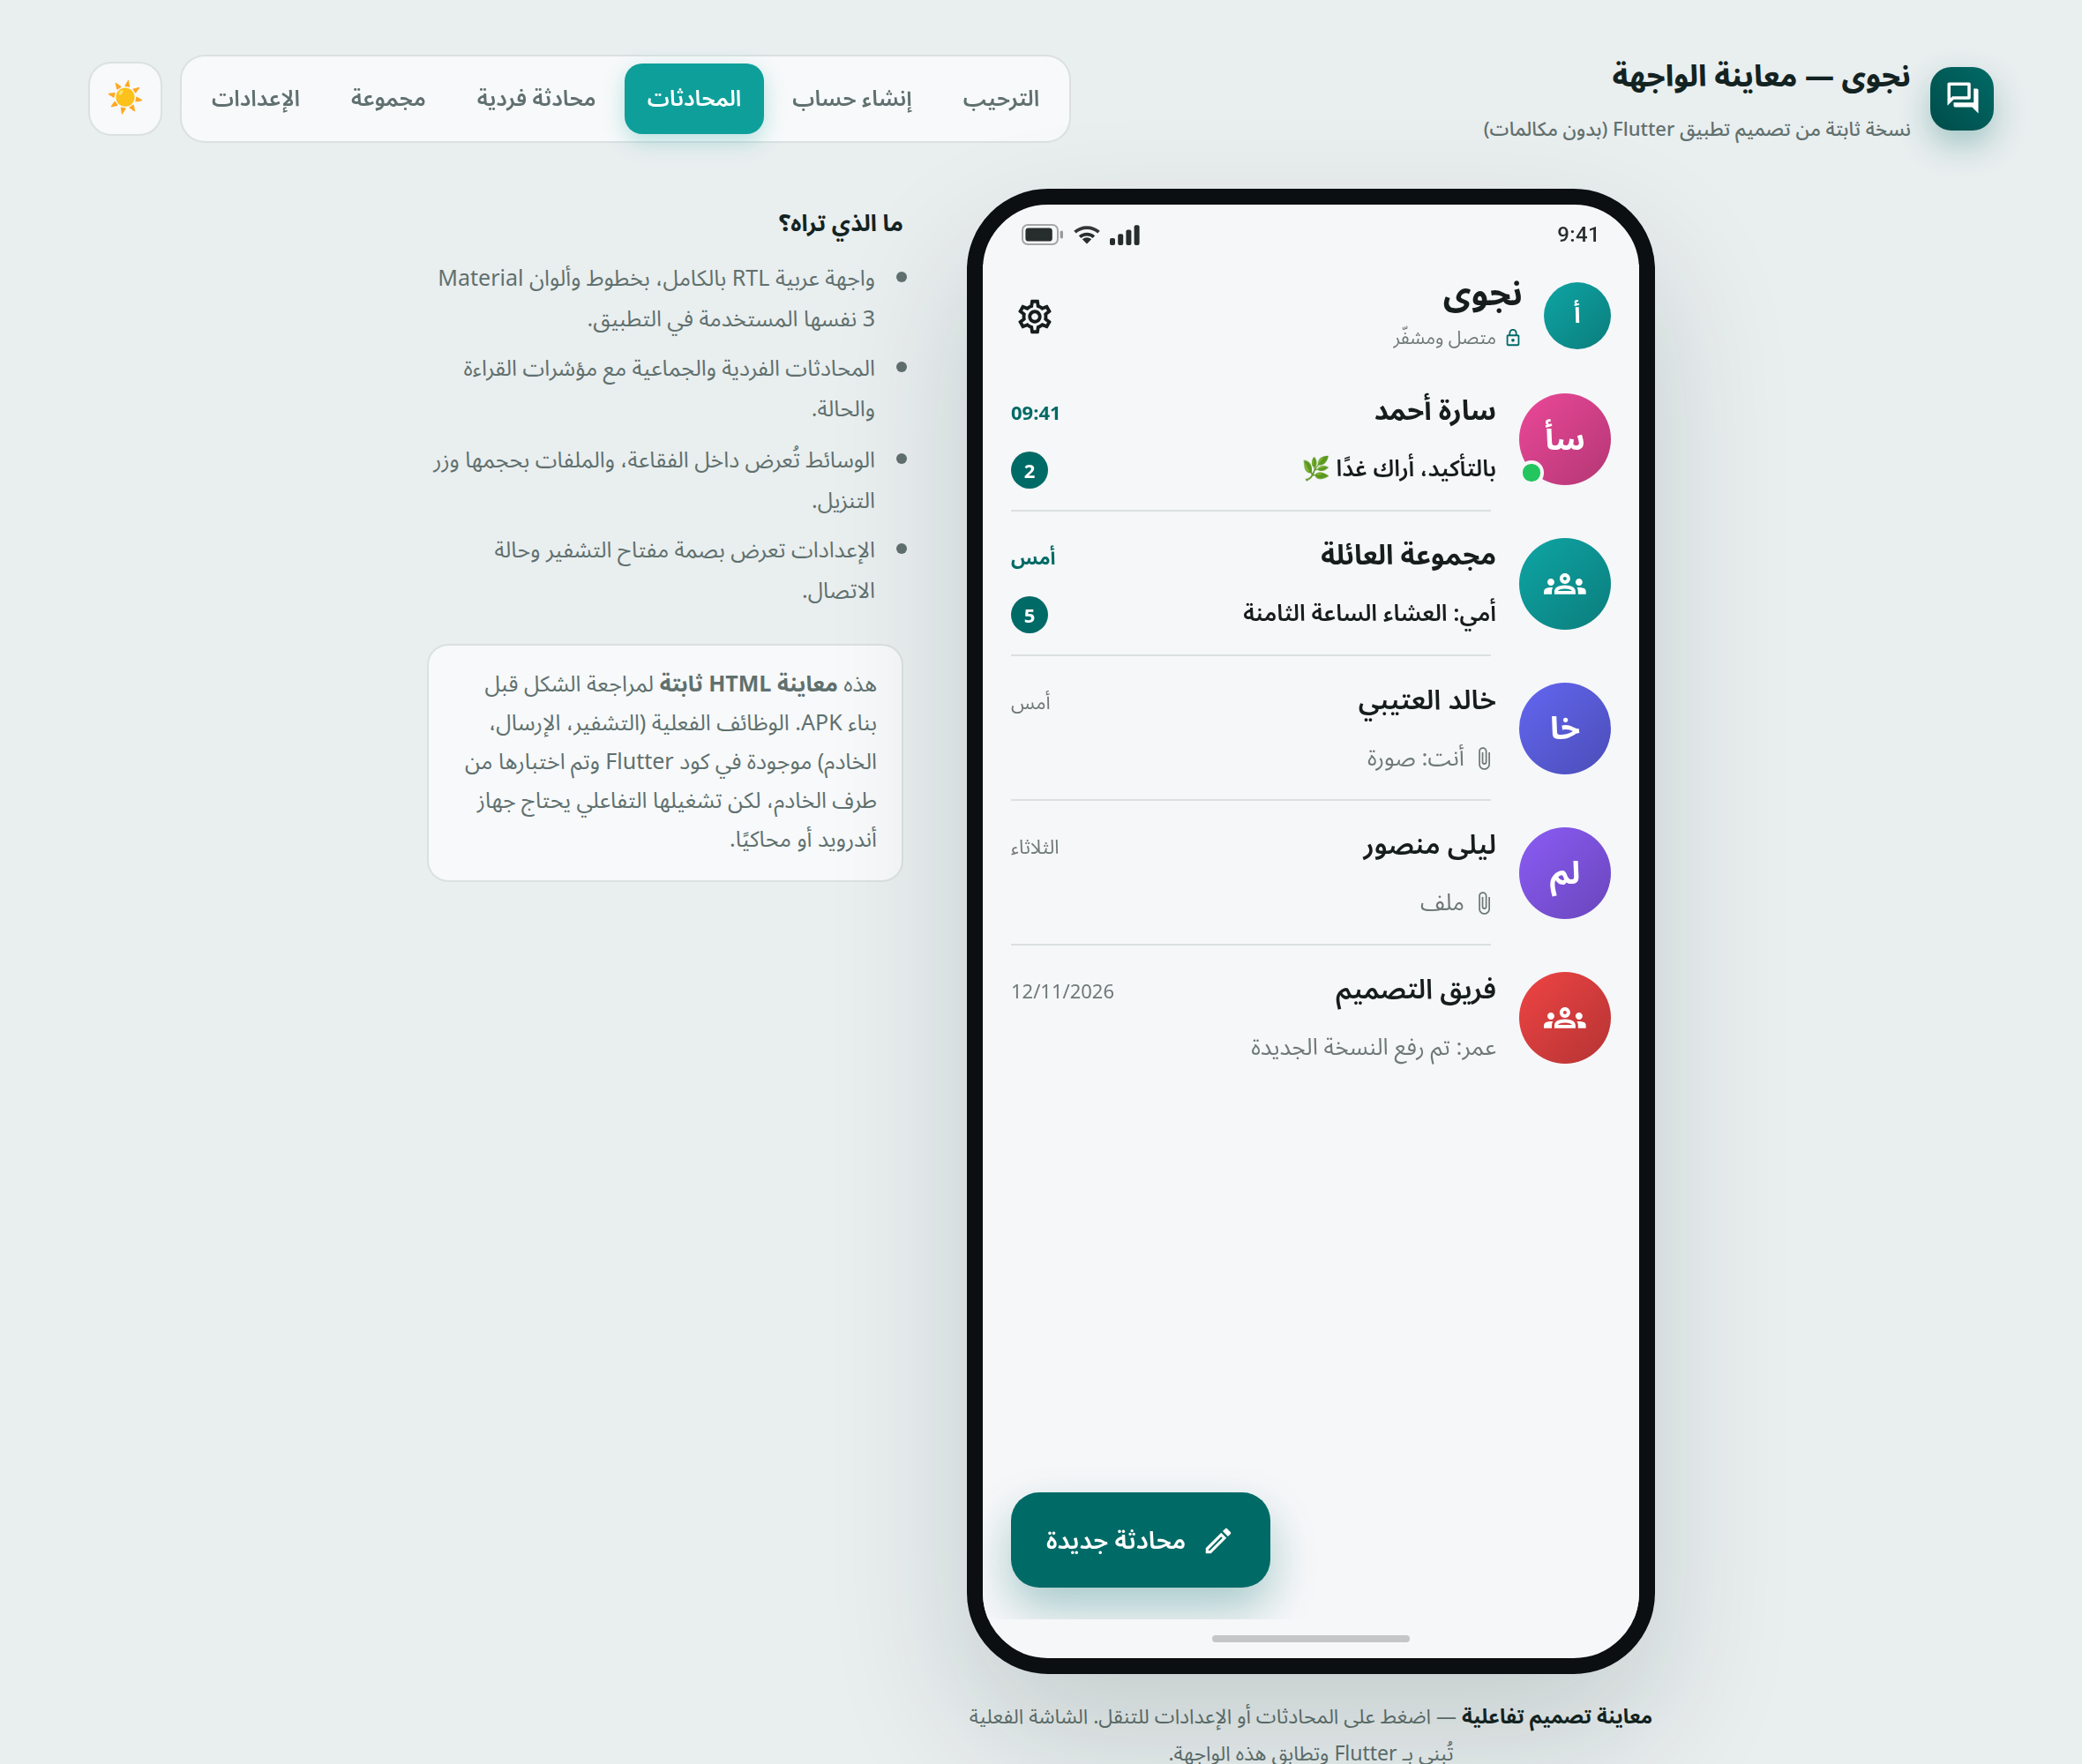 نجوى — معاينة الواجهة
نسخة ثابتة من تصميم تطبيق Flutter (بدون مكالمات)
الترحيب
إنشاء حساب
المحادثات
محادثة فردية
مجموعة
الإعدادات
9:41
أ
نجوى
متصل ومشفّر
سأ
سارة أحمد
09:41
بالتأكيد، أراك غدًا 🌿
2
مجموعة العائلة
أمس
أمي: العشاء الساعة الثامنة
5
خا
خالد العتيبي
أمس
أنت: صورة
لم
ليلى منصور
الثلاثاء
ملف
فريق التصميم
12/11/2026
عمر: تم رفع النسخة الجديدة
محادثة جديدة
معاينة تصميم تفاعلية — اضغط على المحادثات أو الإعدادات للتنقل. الشاشة الفعلية
تُبنى بـ Flutter وتطابق هذه الواجهة.
ما الذي تراه؟
واجهة عربية RTL بالكامل، بخطوط وألوان Material
3 نفسها المستخدمة في التطبيق.
المحادثات الفردية والجماعية مع مؤشرات القراءة
والحالة.
الوسائط تُعرض داخل الفقاعة، والملفات بحجمها وزر
التنزيل.
الإعدادات تعرض بصمة مفتاح التشفير وحالة
الاتصال.
هذه معاينة HTML ثابتة لمراجعة الشكل قبل
بناء APK. الوظائف الفعلية (التشفير، الإرسال،
الخادم) موجودة في كود Flutter وتم اختبارها من
طرف الخادم، لكن تشغيلها التفاعلي يحتاج جهاز
أندرويد أو محاكيًا.